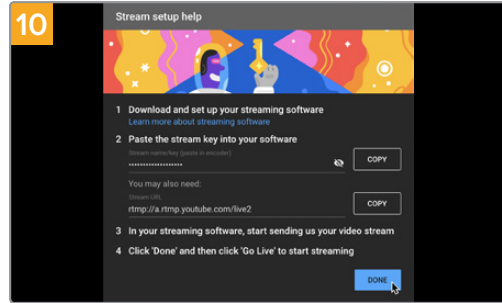 10
Stream setup help
1 Download and set up your streaming software
Learn more about streaming software
2 Paste the stream key into your software
Stream name/key (paste in encoder)
••••••••••••••••••••
COPY
You may also need:
Stream URL
rtmp://a.rtmp.youtube.com/live2
COPY
3 In your streaming software, start sending us your video stream
4 Click 'Done' and then click 'Go Live' to start streaming
DONE